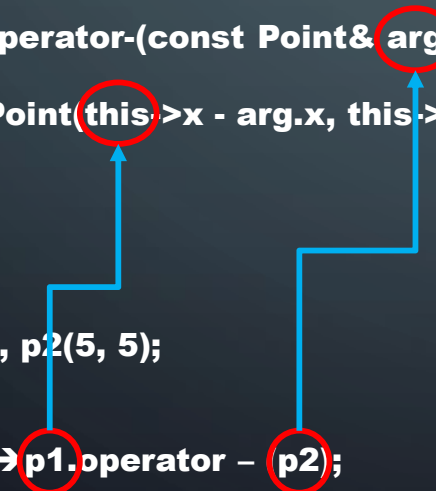 perator-(const Point& arg
Point(this->x - arg.x, this->
, p2(5, 5);
→p1.operator – (p2);